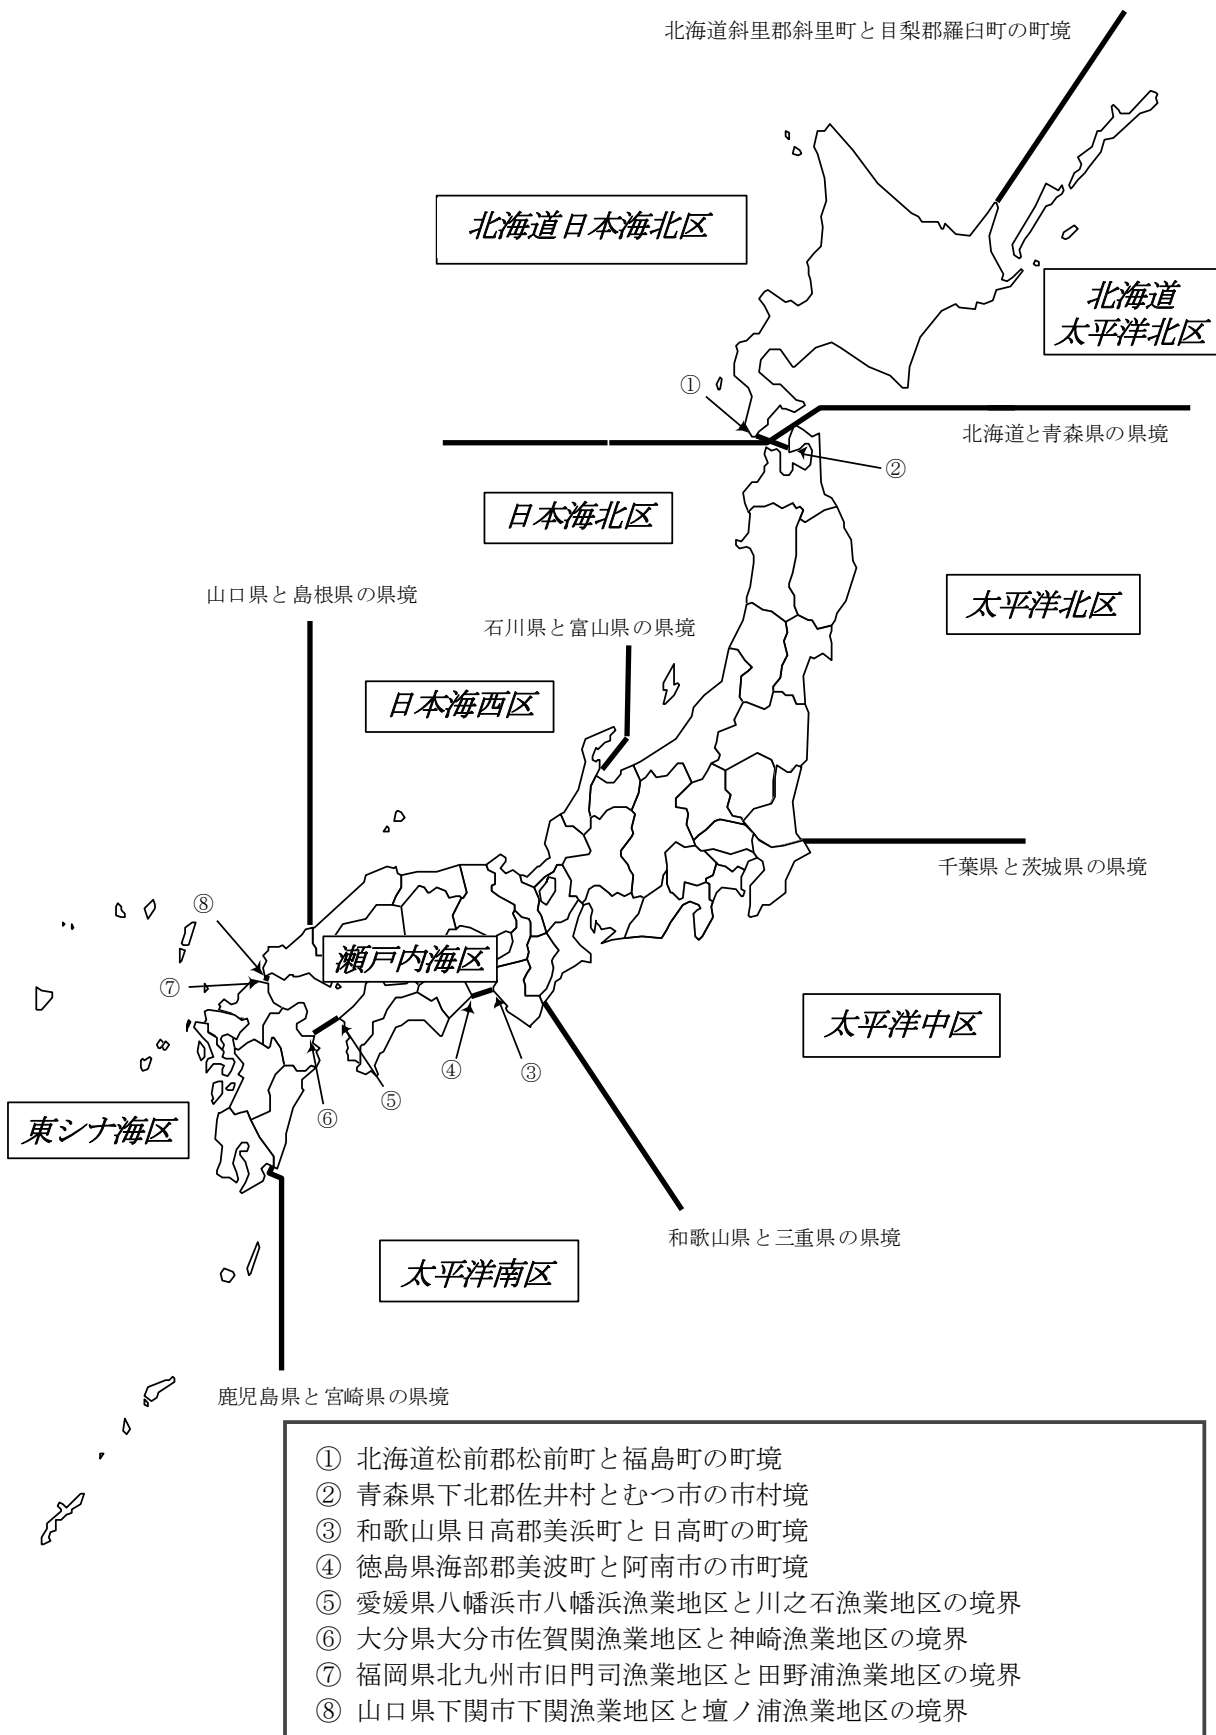 北海道斜里郡斜里町と目梨郡羅臼町の町境
北海道日本海北区
北海道
太平洋北区
①
北海道と青森県の県境
②
日本海北区
太平洋北区
山口県と島根県の県境
石川県と富山県の県境
日本海西区
千葉県と茨城県の県境
⑧
瀬戸内海区
⑦
太平洋中区
④
③
⑤
⑥
東シナ海区
和歌山県と三重県の県境
太平洋南区
鹿児島県と宮崎県の県境
① 北海道松前郡松前町と福島町の町境
② 青森県下北郡佐井村とむつ市の市村境
③ 和歌山県日高郡美浜町と日高町の町境
④ 徳島県海部郡美波町と阿南市の市町境
⑤ 愛媛県八幡浜市八幡浜漁業地区と川之石漁業地区の境界
⑥ 大分県大分市佐賀関漁業地区と神崎漁業地区の境界
⑦ 福岡県北九州市旧門司漁業地区と田野浦漁業地区の境界
⑧ 山口県下関市下関漁業地区と壇ノ浦漁業地区の境界